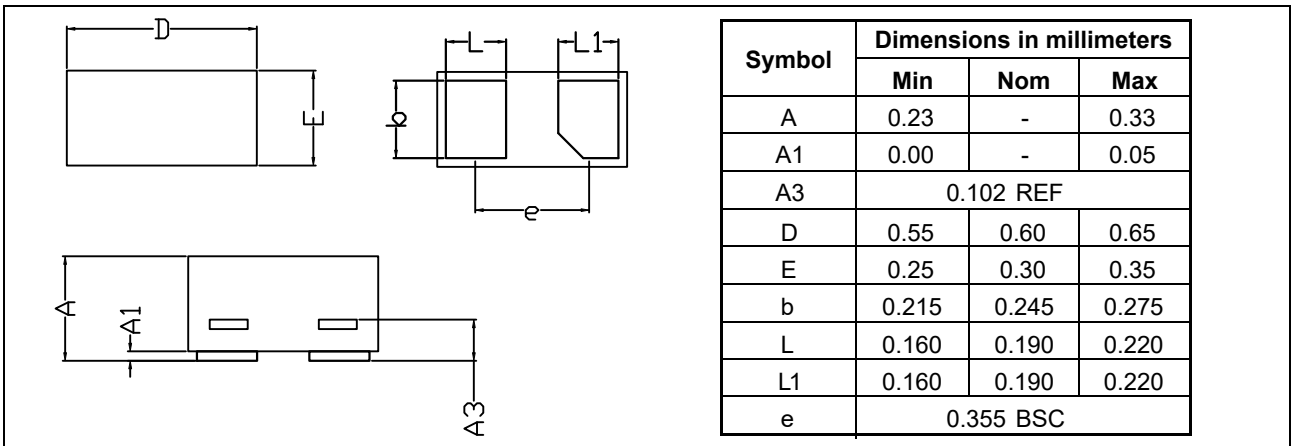 D
E
L
L1
b
e
A
A1
A3
Symbol Dimensions in millimeters
Min Nom Max
A 0.23 - 0.33
A1 0.00 - 0.05
A3 0.102 REF
D 0.55 0.60 0.65
E 0.25 0.30 0.35
b 0.215 0.245 0.275
L 0.160 0.190 0.220
L1 0.160 0.190 0.220
e 0.355 BSC